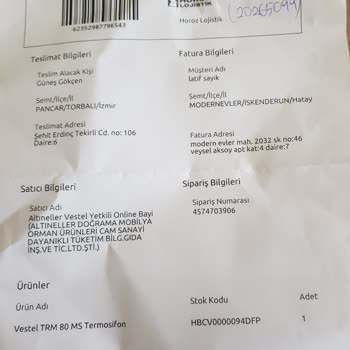 LOJİSTİK
62352987796543
Horoz Lojistik
(20265099)
Teslimat Bilgileri
Fatura Bilgileri
Teslim Alacak Kişi
Güneş Gökçen
Müşteri Adı
latif sayık
Semt/İlçe/İl
PANCAR/TORBALI/İzmir
Semt/İlçe/İl
MODERNEVLER/İSKENDERUN/Hatay
Teslimat Adresi
Şehit Erdinç Tekirli Cd. no: 106
Daire:6
Fatura Adresi
modern evler mah. 2032 sk no:46
veysel aksoy apt kat:4 daire:7
Satıcı Bilgileri
Sipariş Bilgileri
Satıcı Adı
Altıneller Vestel Yetkili Online Bayi
(ALTINELLER DOĞRAMA MOBİLYA
ORMAN ÜRÜNLERİ CAM SANAYİ
DAYANIKLI TÜKETİM BİLG.GIDA
İNŞ.VE TİC.LTD.ŞTİ.)
Sipariş Numarası
4574703906
Ürünler
Ürün Adı
Stok Kodu
Adet
Vestel TRM 80 MS Termosifon
HBCV0000094DFP
1